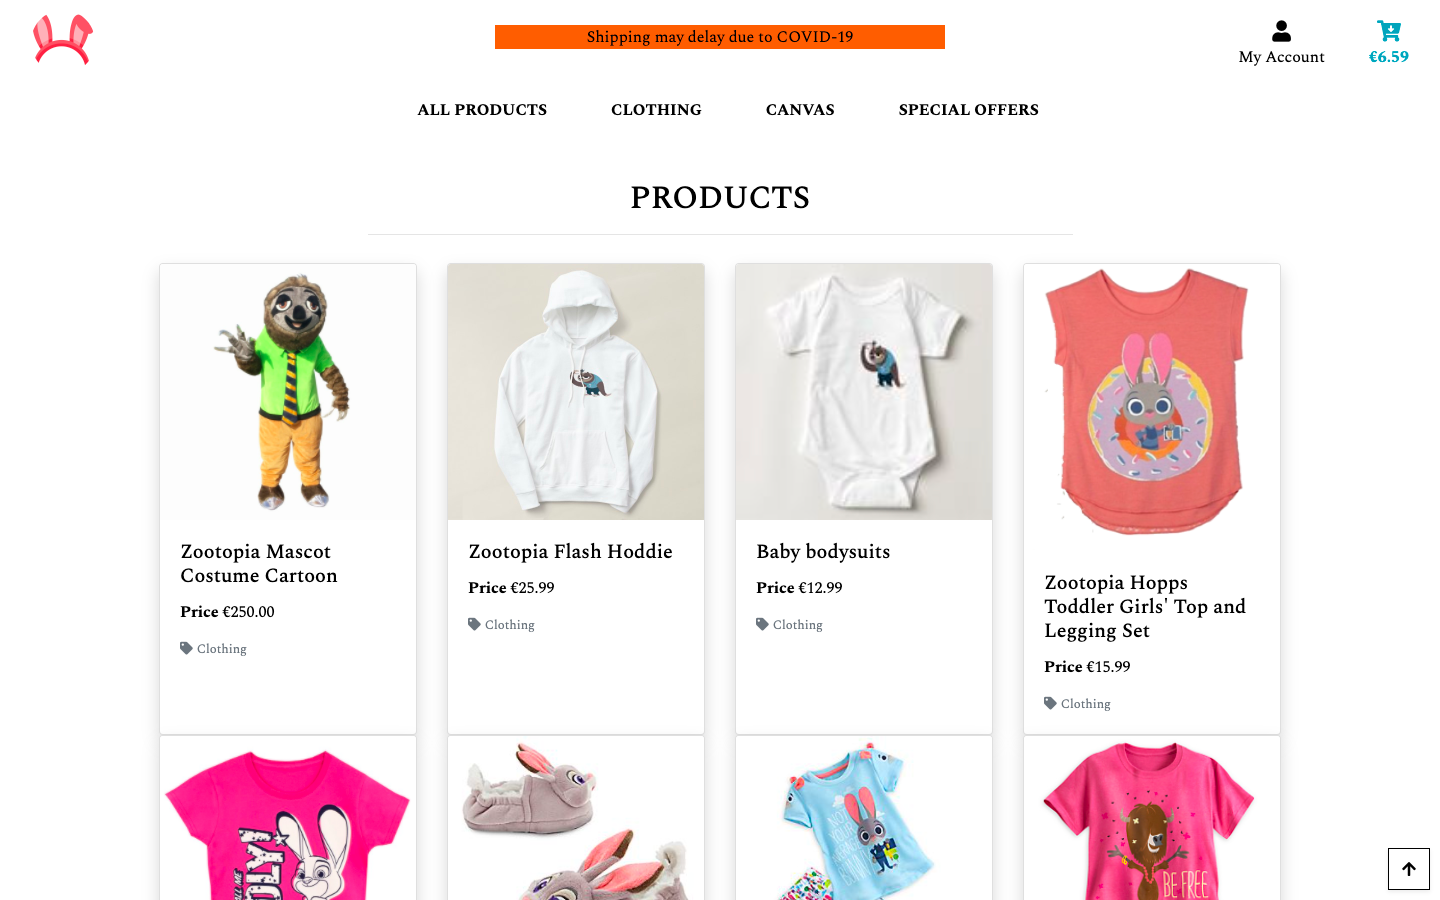 Shipping may delay due to COVID-19
My Account
€6.59
ALL PRODUCTS
CLOTHING
CANVAS
SPECIAL OFFERS
PRODUCTS
Zootopia Mascot
Costume Cartoon
Price €250.00
Clothing
Zootopia Flash Hoddie
Price €25.99
Clothing
Baby bodysuits
Price €12.99
Clothing
Zootopia Hopps
Toddler Girls' Top and
Legging Set
Price €15.99
Clothing
BE FREE